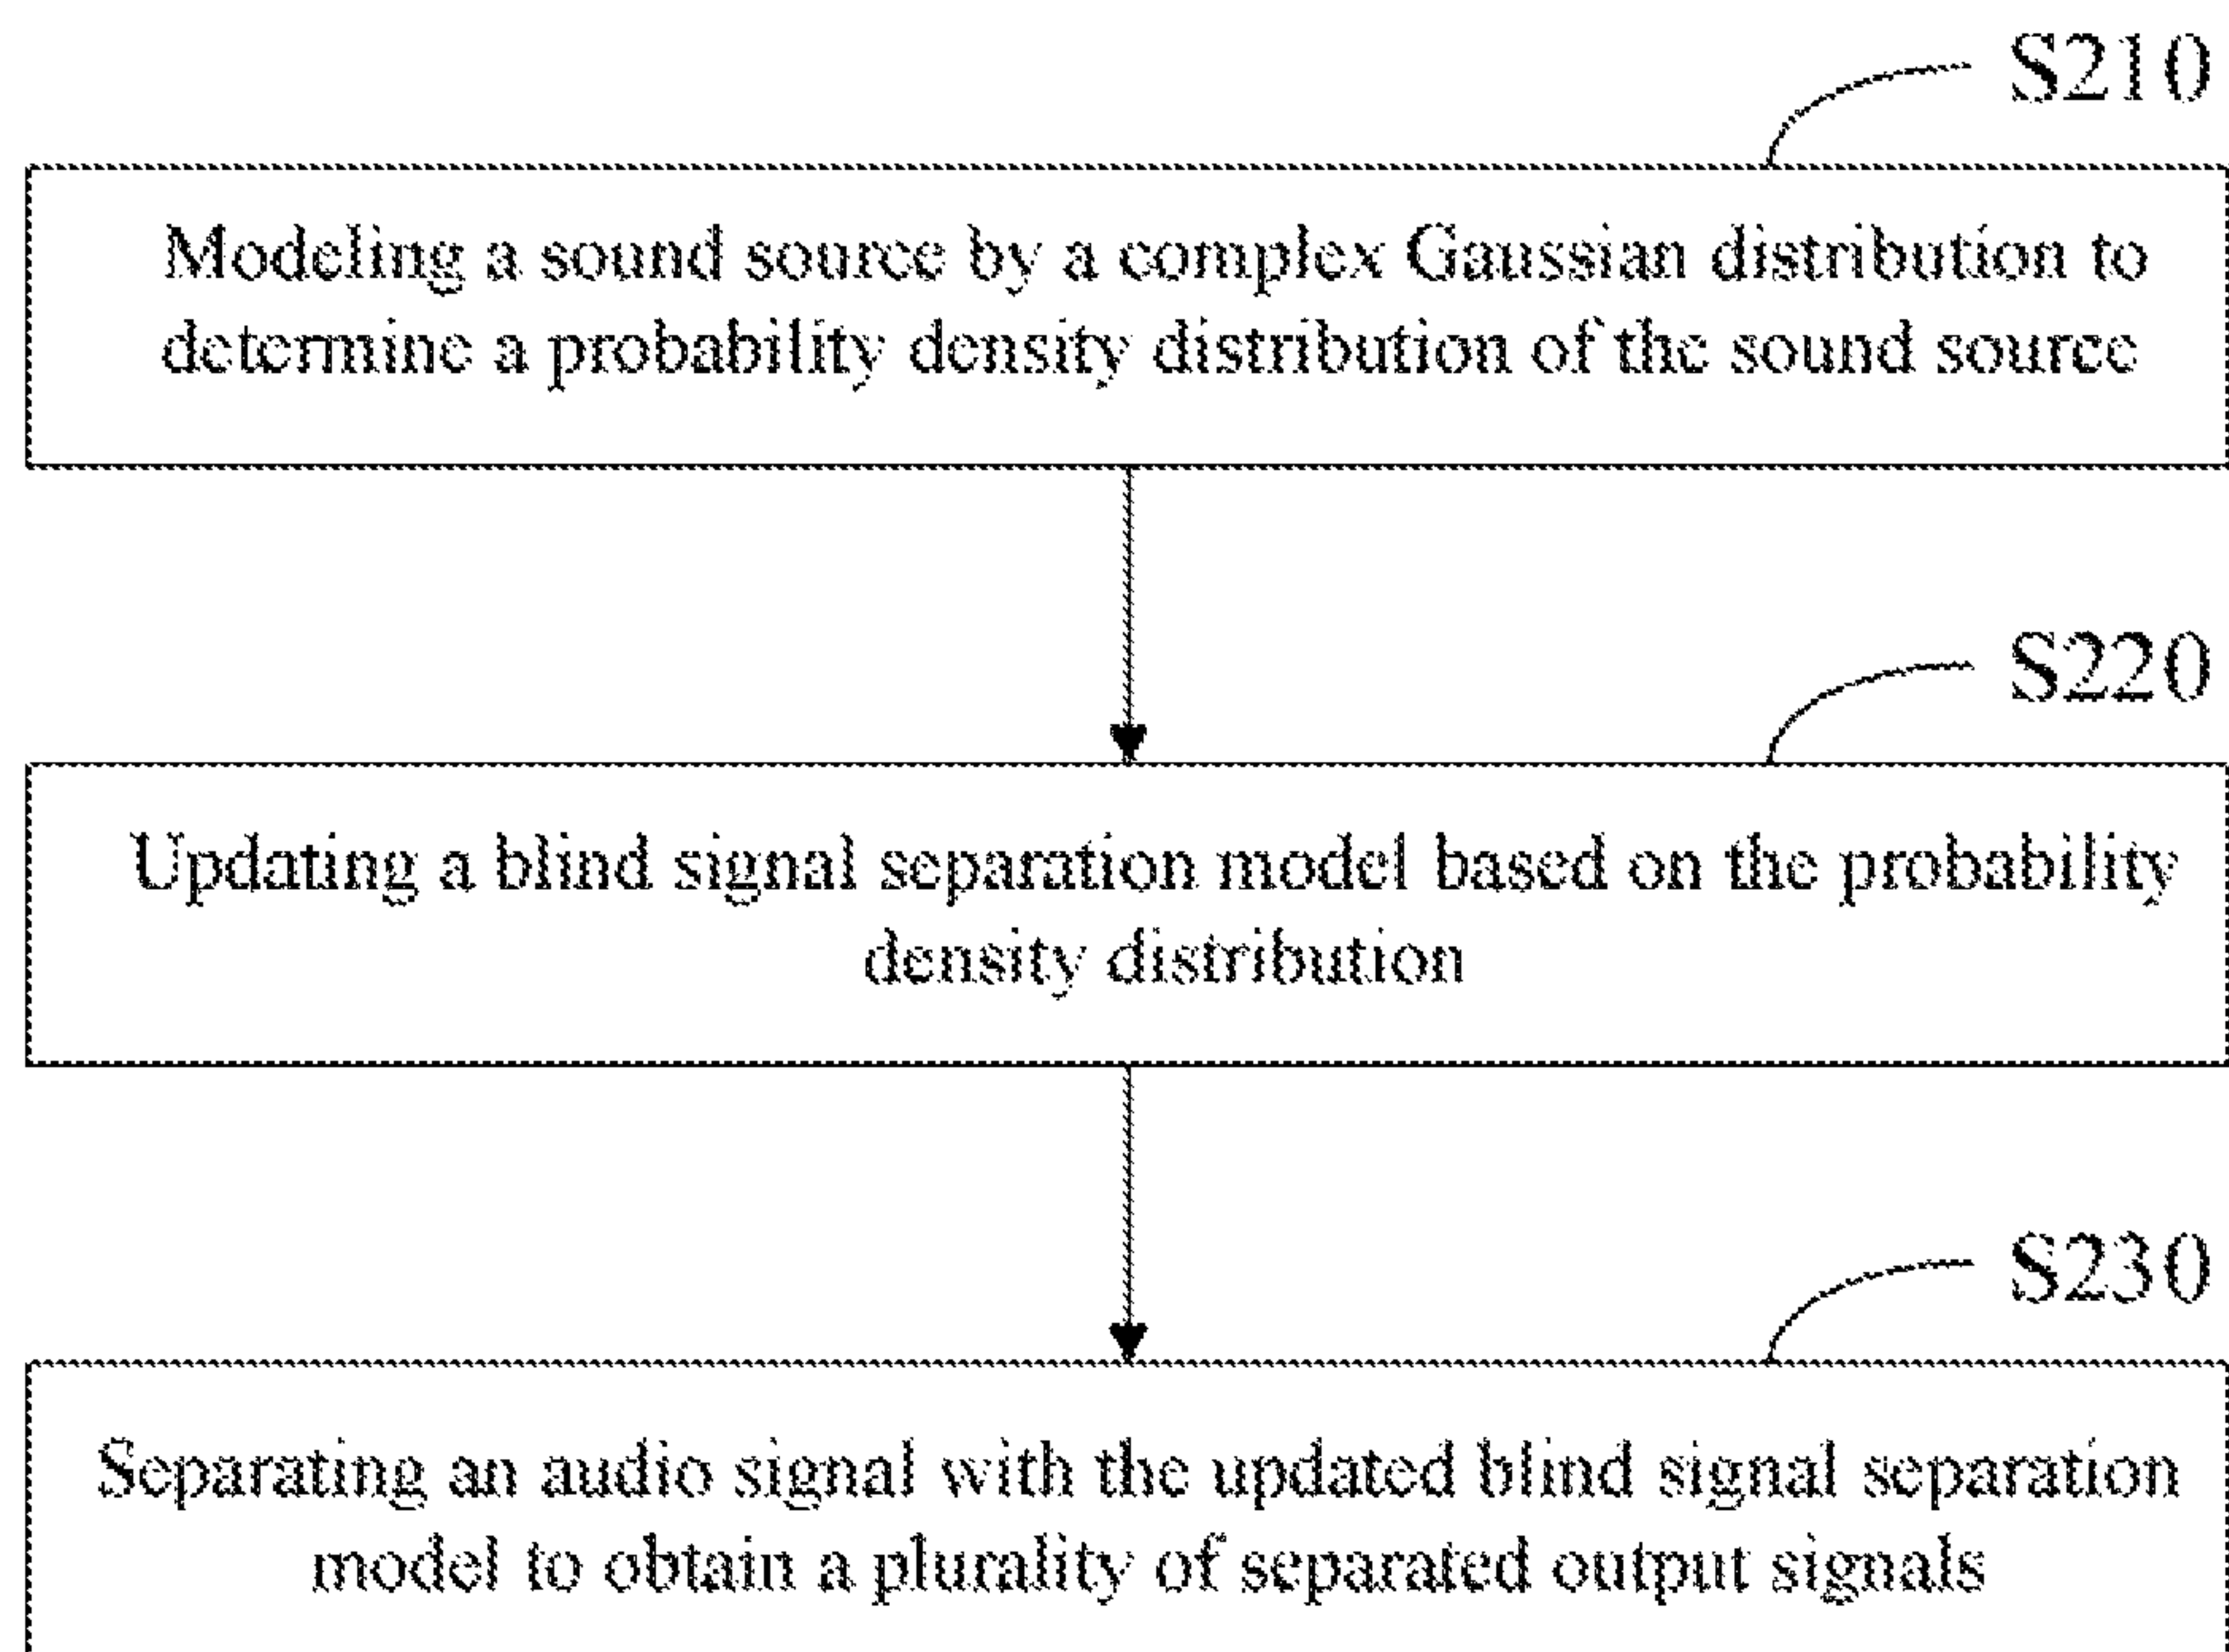 S210
Modeling a sound source by a complex Gaussian distribution to
determine a probability density distribution of the sound source
S220
Updating a blind signal separation model based on the probability
density distribution
S230
Separating an audio signal with the updated blind signal separation
model to obtain a plurality of separated output signals